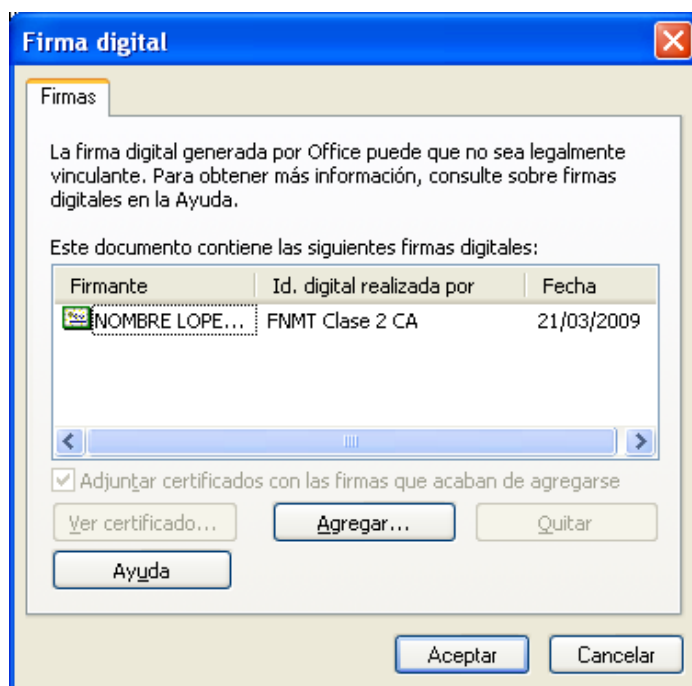 Firma digital
Firmas
La firma digital generada por Office puede que no sea legalmente
vinculante. Para obtener más información, consulte sobre firmas
digitales en la Ayuda.
Este documento contiene las siguientes firmas digitales:
Firmante Id. digital realizada por Fecha
NOMBRE LOPE... FNMT Clase 2 CA 21/03/2009
Adjuntar certificados con las firmas que acaban de agregarse
Ver certificado... Agregar... Quitar
Ayuda
Aceptar Cancelar